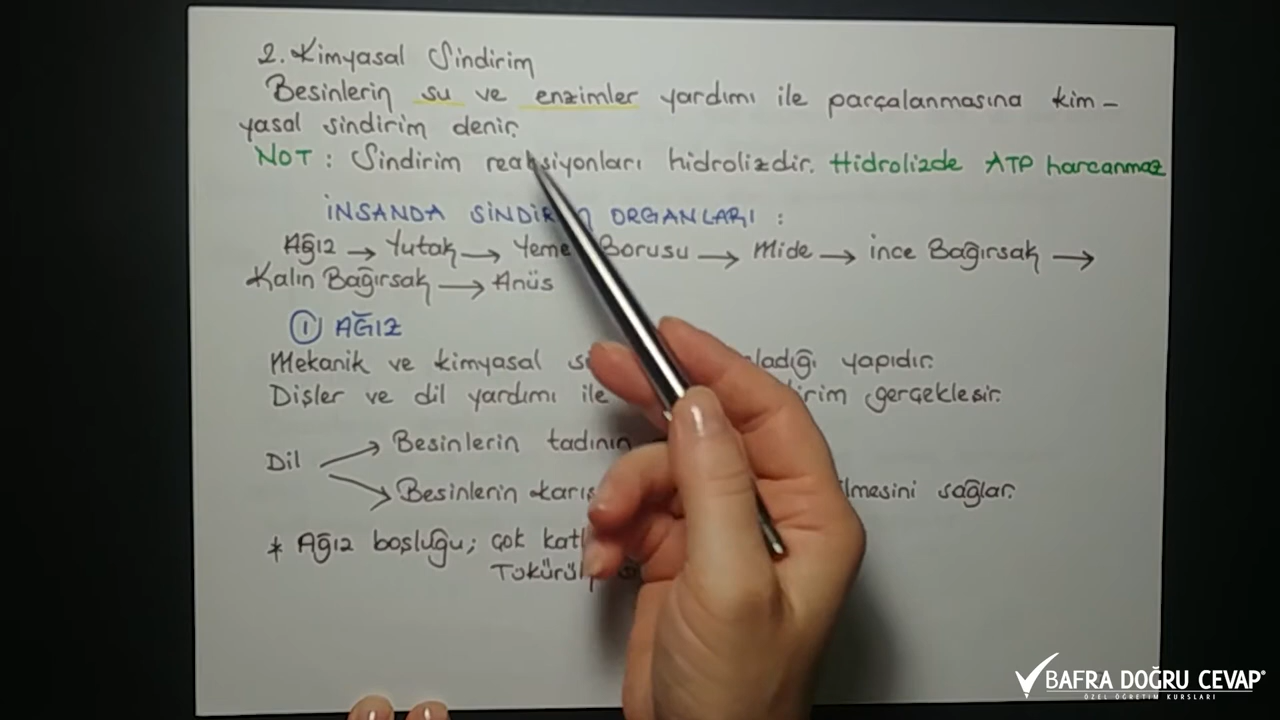 2. Kimyasal Sindirim
Besinlerin su ve enzimler yardımı ile parçalanmasına kim-
yasal sindirim denir.
NOT : Sindirim reaksiyonları hidrolizdir. Hidrolizde ATP harcanmaz
İNSANDA SİNDİRİM ORGANLARI :
Ağız → Yutak → Yemek Borusu → Mide → İnce Bağırsak →
Kalın Bağırsak → Anüs
1 AĞIZ
Mekanik ve kimyasal yapıdır.
Dişler ve dil yardımı ile gerçekleşir.
Besinlerin tadının
Dil
Besinlerin sağlar.
* Ağız boşluğu; çok
BAFRA DOĞRU CEVAP
ÖZEL ÖĞRETİM KURSLARI